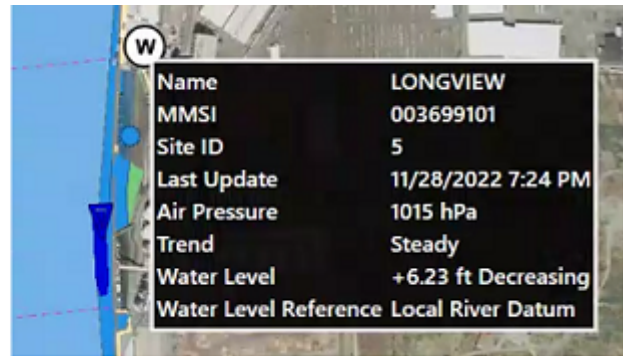 W
Name LONGVIEW
MMSI 003699101
Site ID 5
Last Update 11/28/2022 7:24 PM
Air Pressure 1015 hPa
Trend Steady
Water Level +6.23 ft Decreasing
Water Level Reference Local River Datum